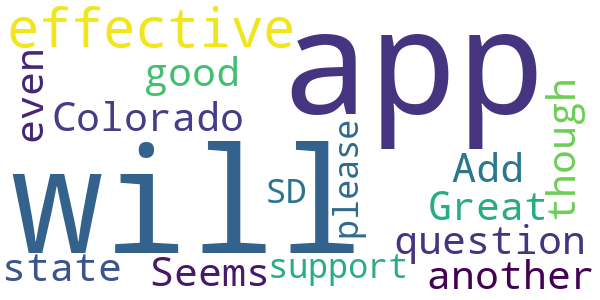 effective
app
even
good
Colorado
though
will
please
SD
Add
Great
question
state
Seems
support
another